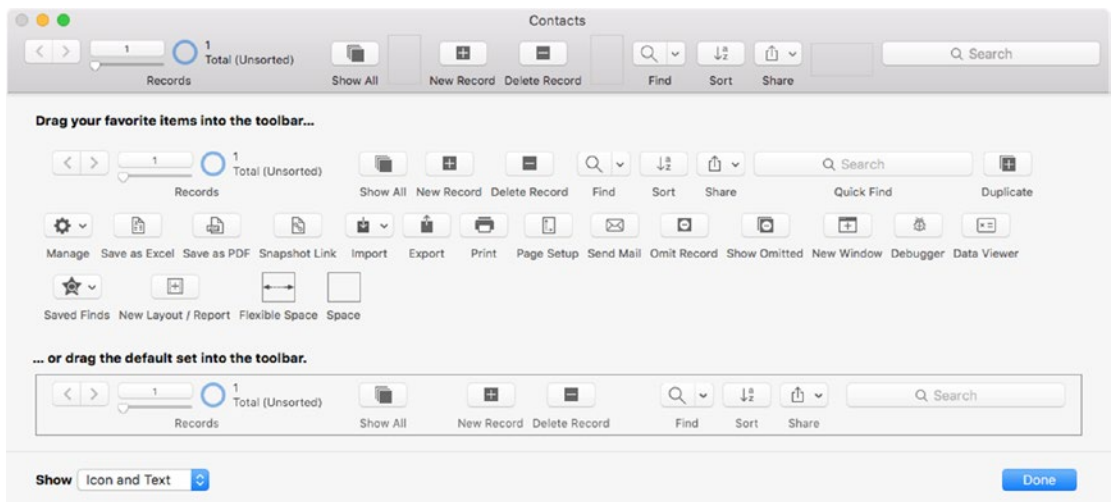 Contacts
1
1
Total (Unsorted)
Search
Records Show All New Record Delete Record Find Sort Share
Drag your favorite items into the toolbar...
1
1
Total (Unsorted)
Search
Records Show All New Record Delete Record Find Sort Share Quick Find Duplicate
Manage Save as Excel Save as PDF Snapshot Link Import Export Print Page Setup Send Mail Omit Record Show Omitted New Window Debugger Data Viewer
Saved Finds New Layout / Report Flexible Space Space
... or drag the default set into the toolbar.
1
1
Total (Unsorted)
Search
Records Show All New Record Delete Record Find Sort Share
Show Icon and Text Done